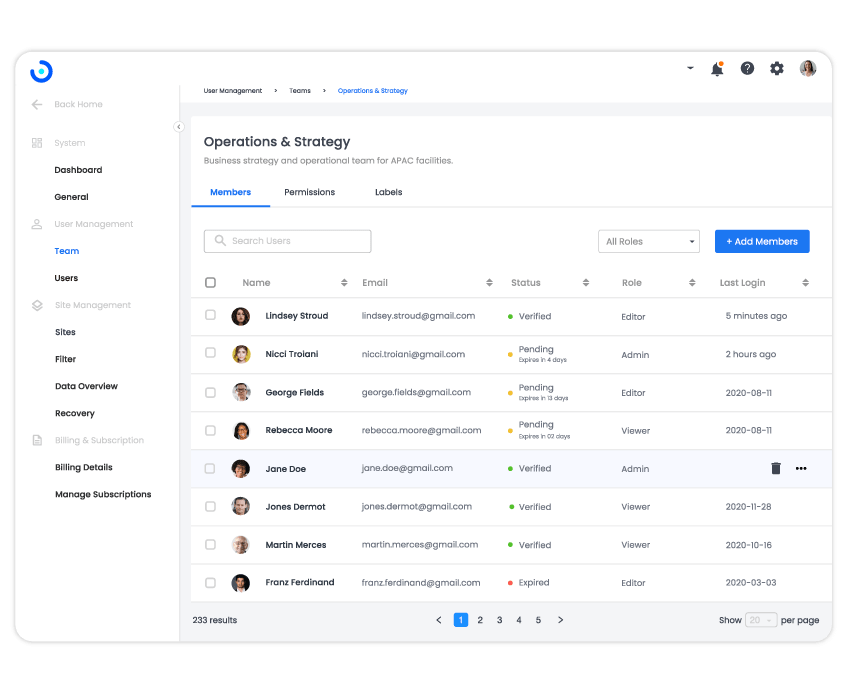 User Management > Teams > Operations & Strategy
Back Home
System
Dashboard
General
User Management
Team
Users
Site Management
Sites
Filter
Data Overview
Recovery
Billing & Subscription
Billing Details
Manage Subscriptions
Operations & Strategy
Business strategy and operational team for APAC facilities.
Members Permissions Labels
Search Users All Roles + Add Members
Name Email Status Role Last Login
Lindsey Stroud lindsey.stroud@gmail.com Verified Editor 5 minutes ago
Nicci Troiani nicci.troiani@gmail.com Pending Admin 2 hours ago
Expires in 4 days
George Fields george.fields@gmail.com Pending Editor 2020-08-11
Expires in 13 days
Rebecca Moore rebecca.moore@gmail.com Pending Viewer 2020-08-11
Expires in 02 days
Jane Doe jane.doe@gmail.com Verified Admin
Jones Dermot jones.dermot@gmail.com Verified Viewer 2020-11-28
Martin Merces martin.merces@gmail.com Verified Viewer 2020-10-16
Franz Ferdinand franz.ferdinand@gmail.com Expired Editor 2020-03-03
233 results < 1 2 3 4 5 > Show 20 per page